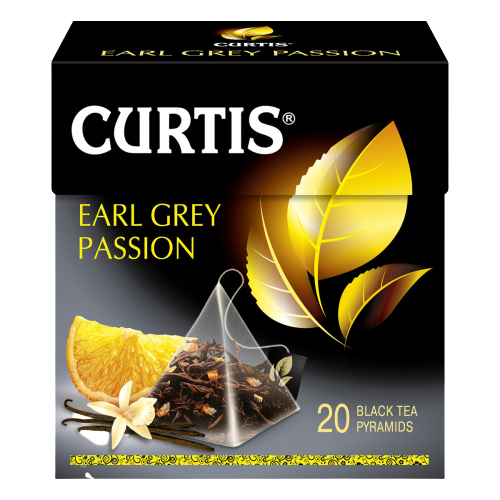 CURTIS
EARL GREY PASSION
CURTIS®
EARL GREY
PASSION
20 BLACK TEA
PYRAMIDS